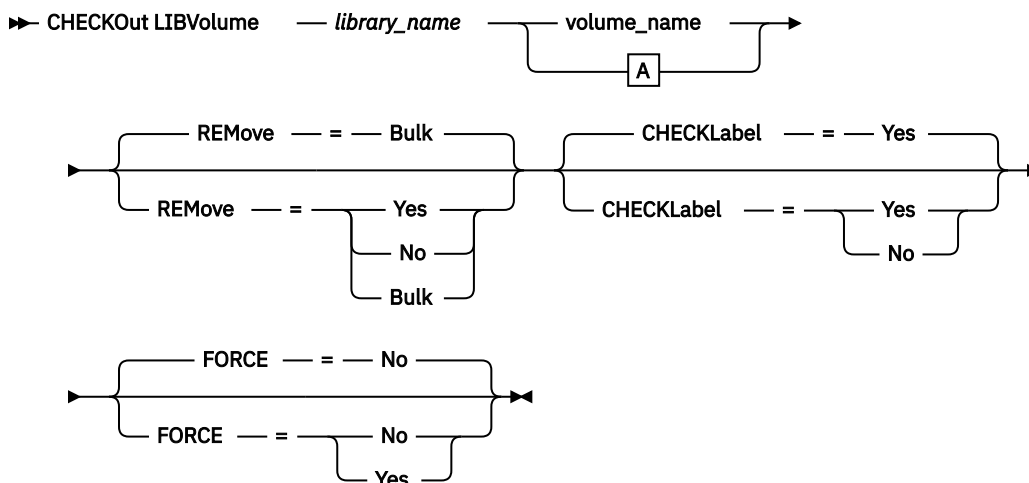 CHECKOut LIBVolume library_name volume_name
A
REMove = Bulk CHECKLabel = Yes
REMove = Yes CHECKLabel = Yes
No No
Bulk
FORCE = No
FORCE = No
Yes